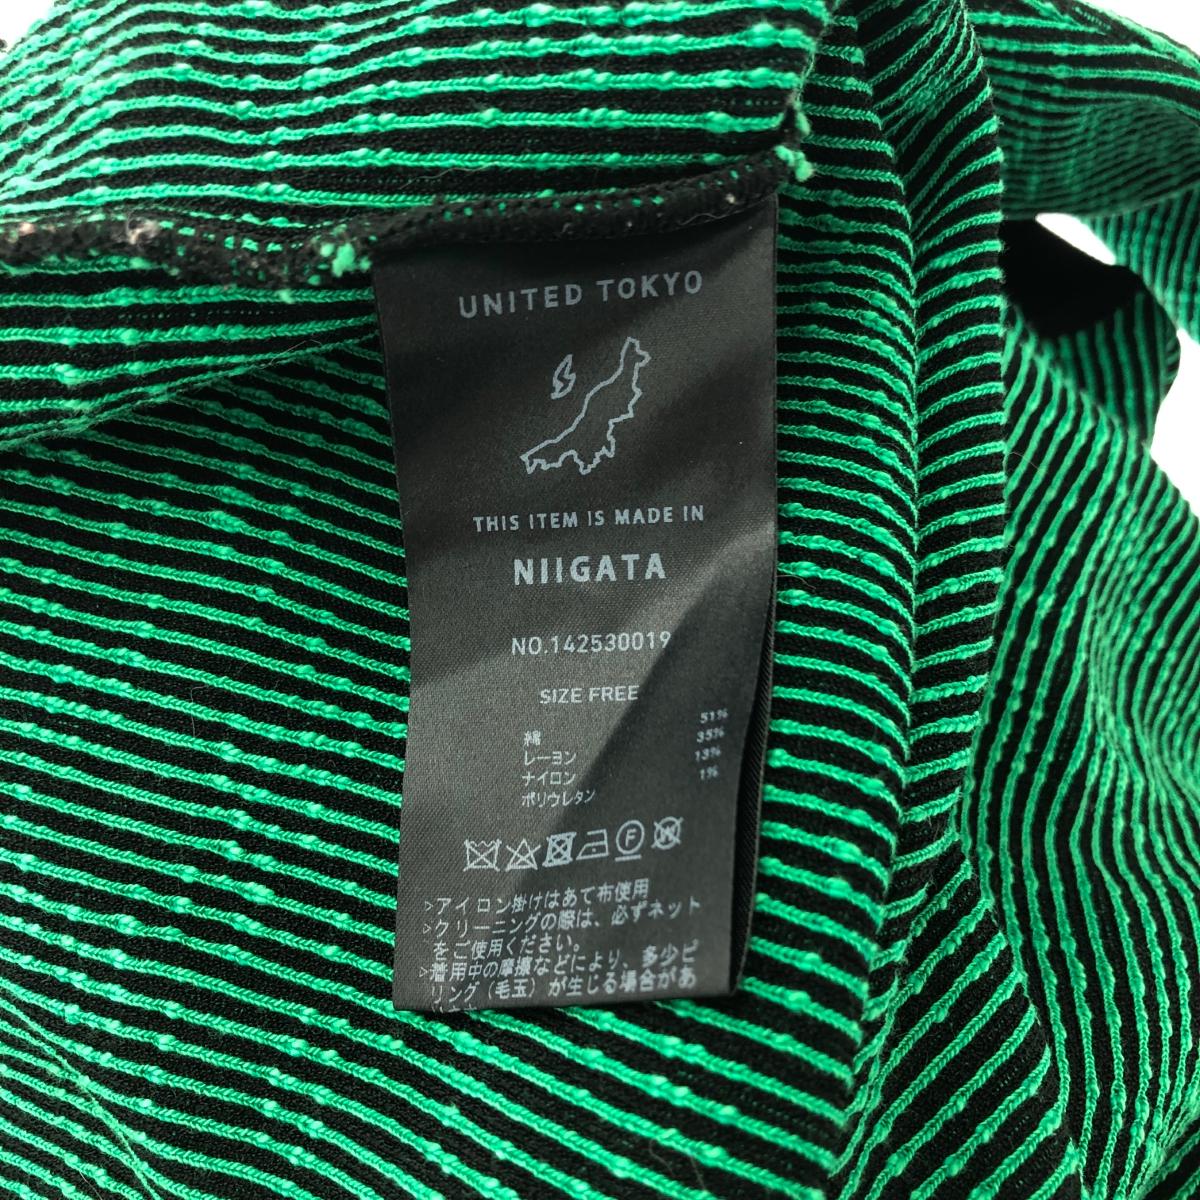 UNITED TOKYO
THIS ITEM IS MADE IN
NIIGATA
NO.142530019
SIZE FREE
綿 51%
レーヨン 35%
ナイロン 13%
ポリウレタン 1%
F W
▷アイロン掛けはあて布使用
▷クリーニングの際は、必ずネット
をご使用ください。
▷着用中の摩擦などにより、多少ピ
リング(毛玉)が生じる場合があ